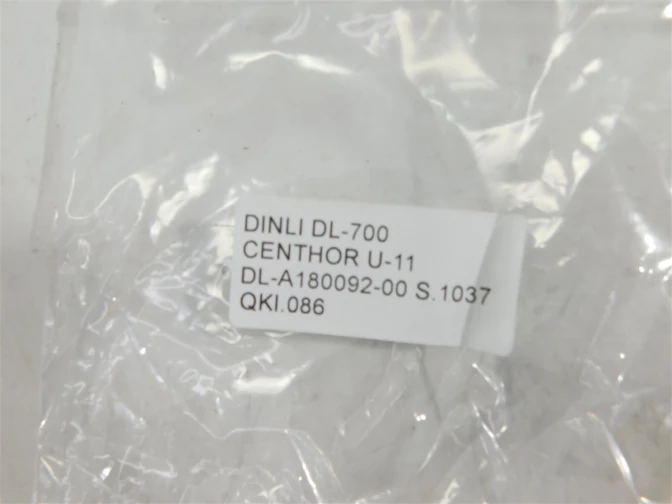 DINLI DL-700
CENTHOR U-11
DL-A180092-00 S.1037
QKI.086